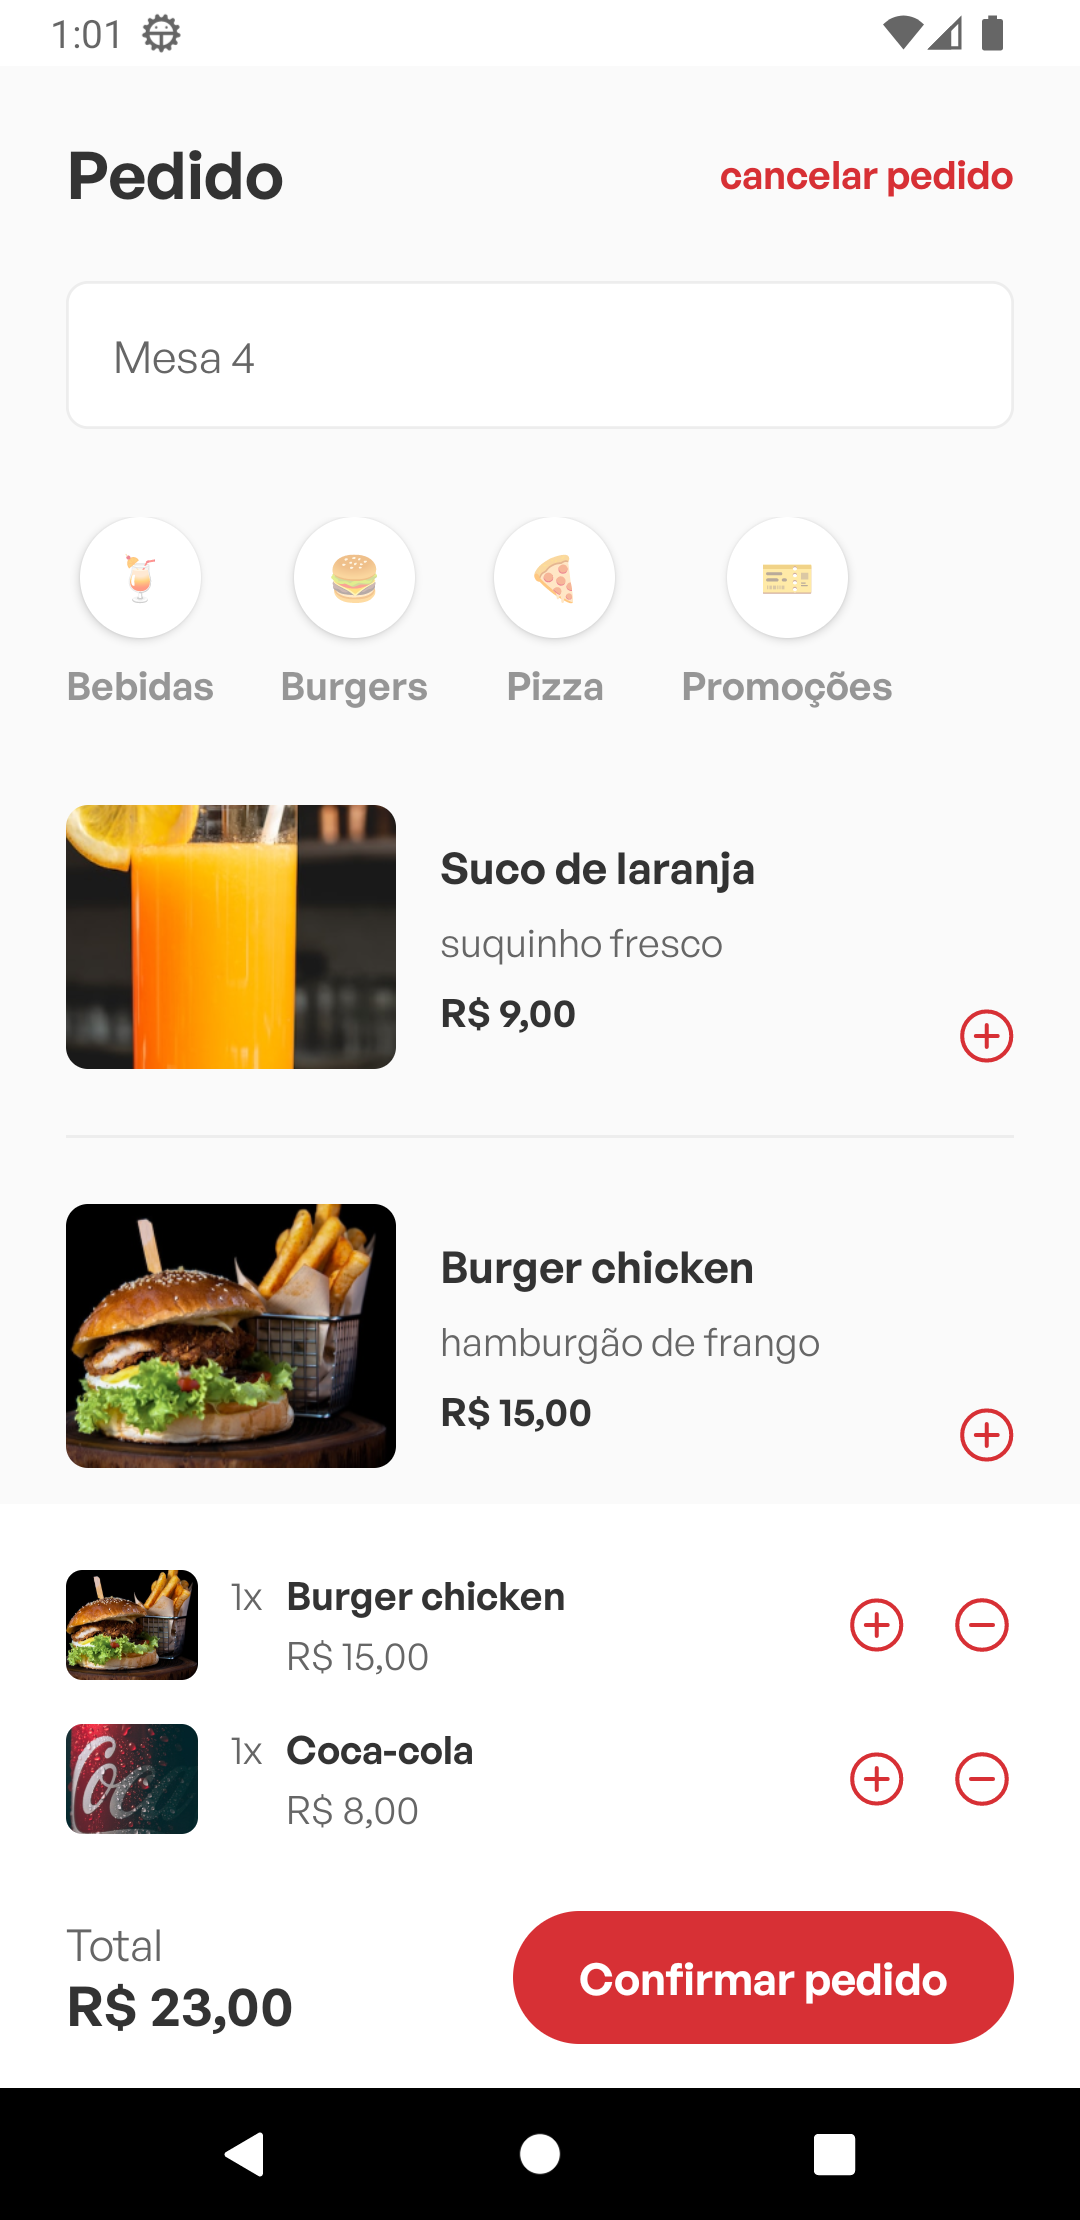 1:01
Pedido
cancelar pedido
Mesa 4
Bebidas
Burgers
Pizza
Promoções
Suco de laranja
suquinho fresco
R$ 9,00
Burger chicken
hamburgão de frango
R$ 15,00
1x Burger chicken
R$ 15,00
1x Coca-cola
R$ 8,00
Total
R$ 23,00
Confirmar pedido